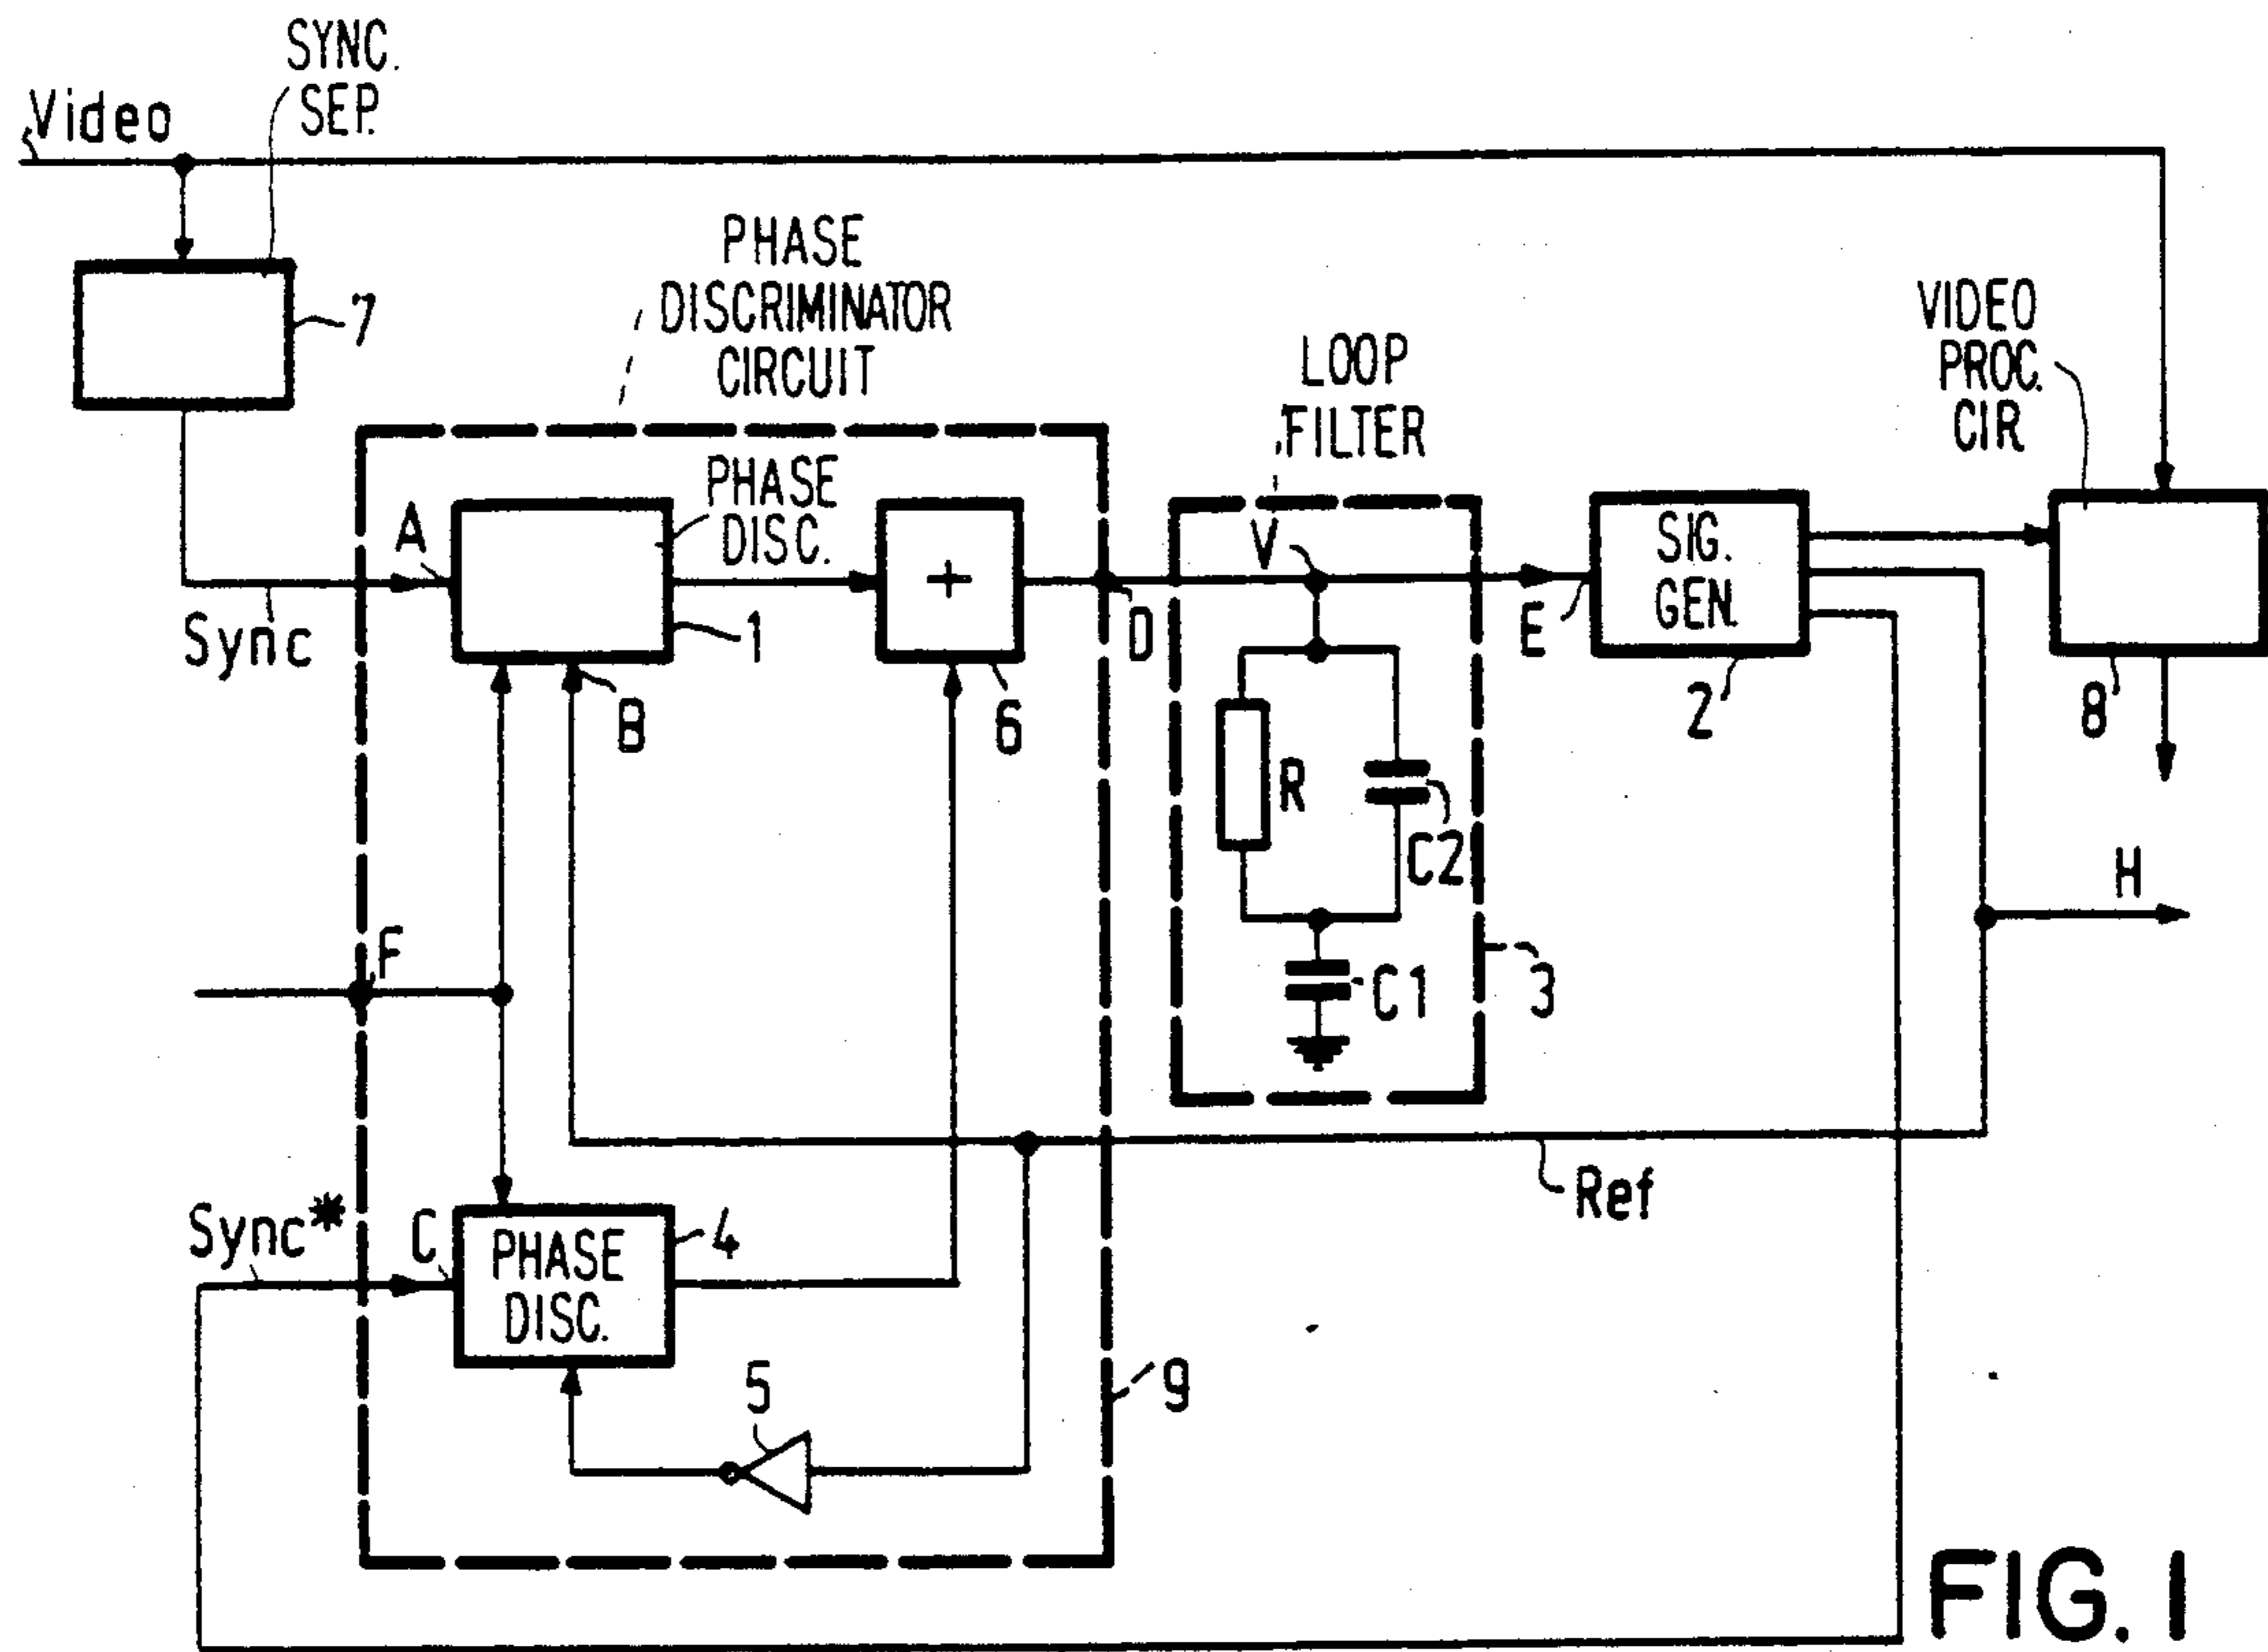 SYNC.
SEP.
Video
7
PHASE
DISCRIMINATOR
CIRCUIT
LOOP
FILTER
VIDEO
PROC.
CIR.
A
PHASE
DISC.
+
V
SIG.
GEN.
Sync
1
B
6
D
E
2
8
R
C2
H
F
C1
3
Ref
Sync*
C
PHASE
DISC.
4
5
9
FIG. 1